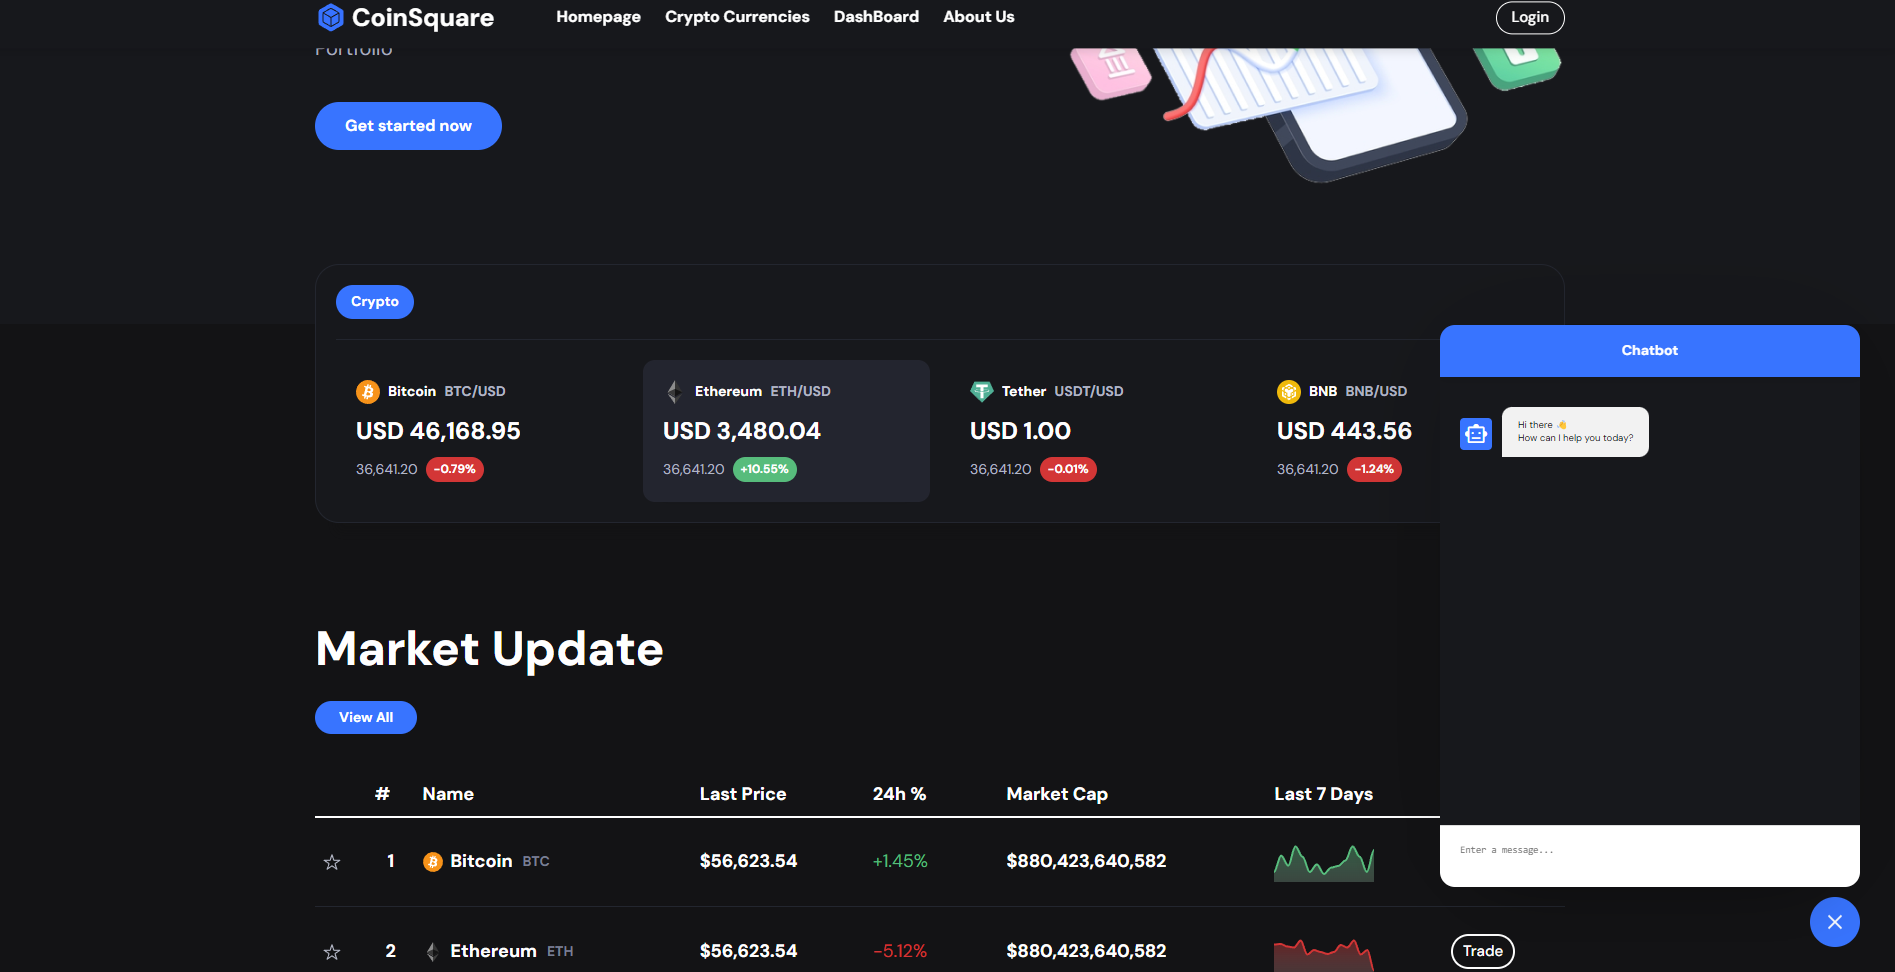 CoinSquare Homepage Crypto Currencies DashBoard About Us Login
Portfolio
Get started now
Crypto
Bitcoin BTC/USD
USD 46,168.95
36,641.20 -0.79%
Ethereum ETH/USD
USD 3,480.04
36,641.20 +10.55%
Tether USDT/USD
USD 1.00
36,641.20 -0.01%
BNB BNB/USD
USD 443.56
36,641.20 -1.24%
Market Update
View All
# Name Last Price 24h % Market Cap Last 7 Days
1 Bitcoin BTC $56,623.54 +1.45% $880,423,640,582
2 Ethereum ETH $56,623.54 -5.12% $880,423,640,582 Trade
Chatbot
Hi there 👋
How can I help you today?
Enter a message...